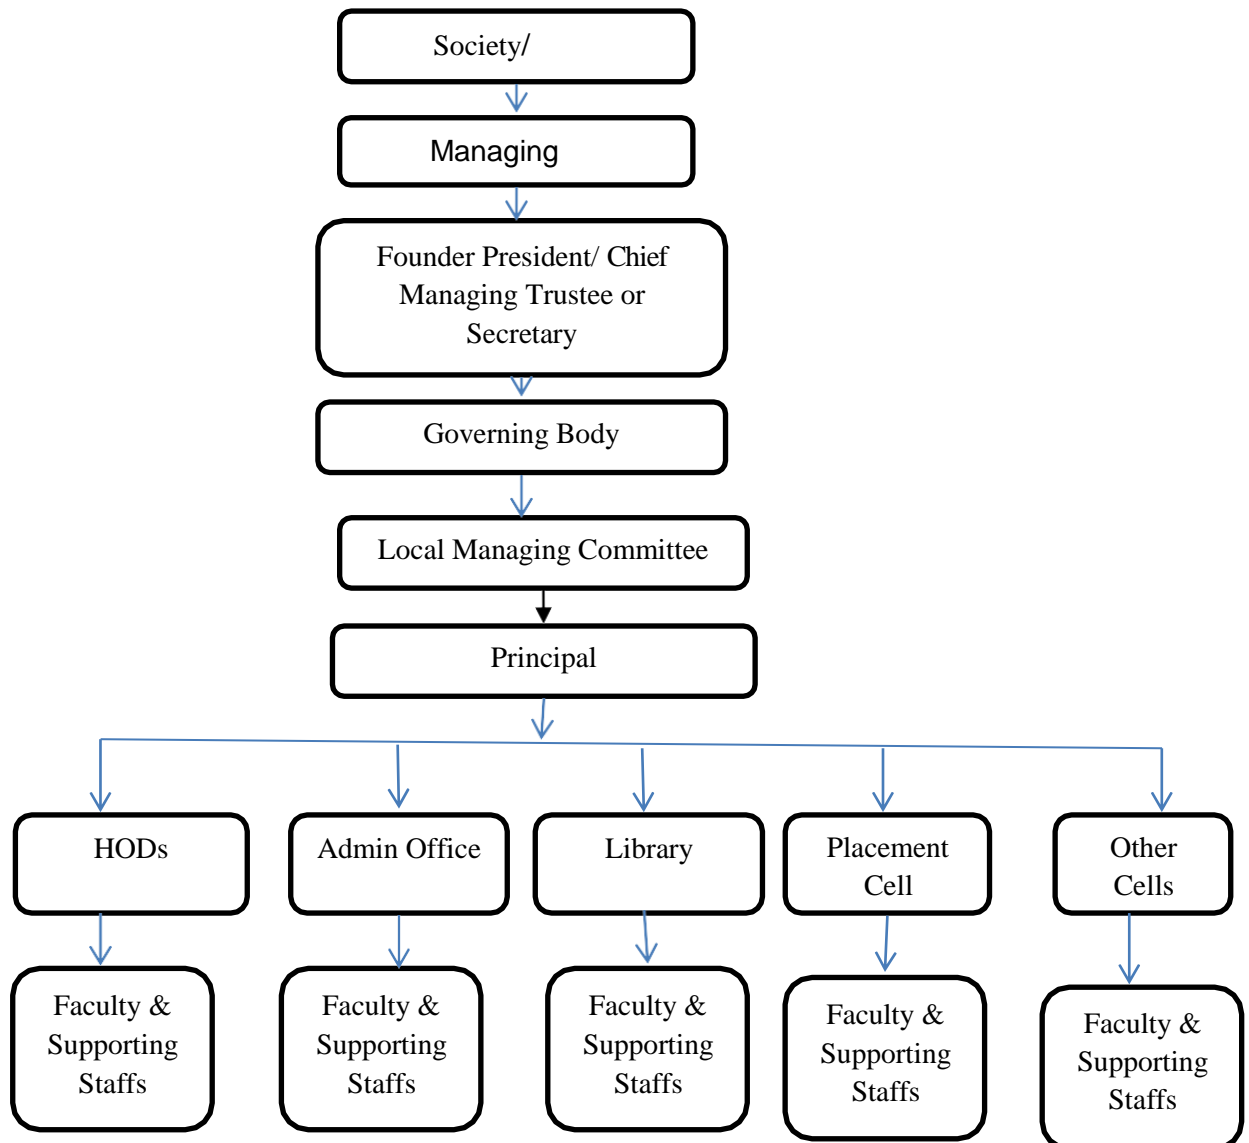 Society/
Managing
Founder President/ Chief
Managing Trustee or
Secretary
Governing Body
Local Managing Committee
Principal
HODs
Admin Office
Library
Placement
Cell
Other
Cells
Faculty &
Supporting
Staffs
Faculty &
Supporting
Staffs
Faculty &
Supporting
Staffs
Faculty &
Supporting
Staffs
Faculty &
Supporting
Staffs